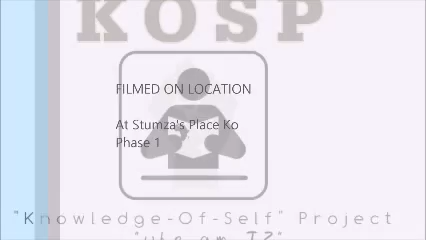 KOSP
FILMED ON LOCATION
At Stumza's Place Ko
Phase 1
"Knowledge-Of-Self" Project